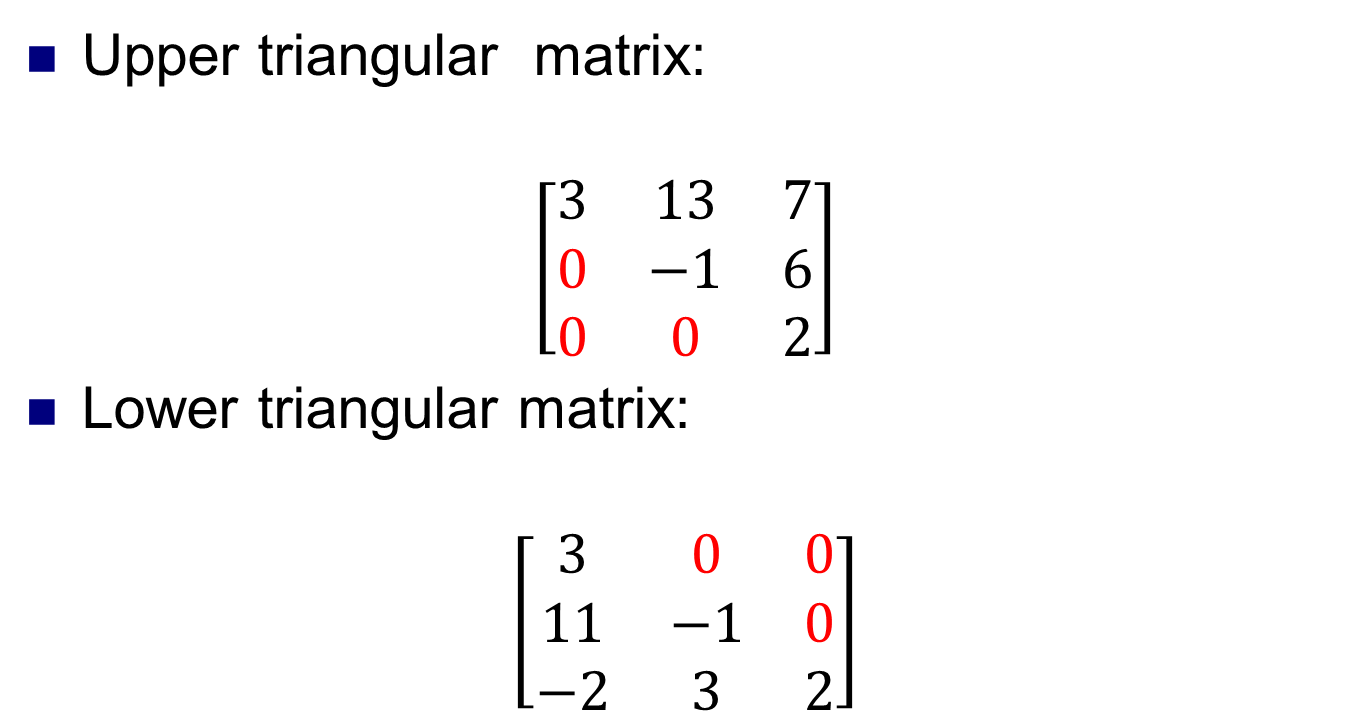 ■ Upper triangular matrix:
[3 13 7]
[0 −1 6]
[0 0 2]
■ Lower triangular matrix:
[3 0 0]
[11 −1 0]
[−2 3 2]